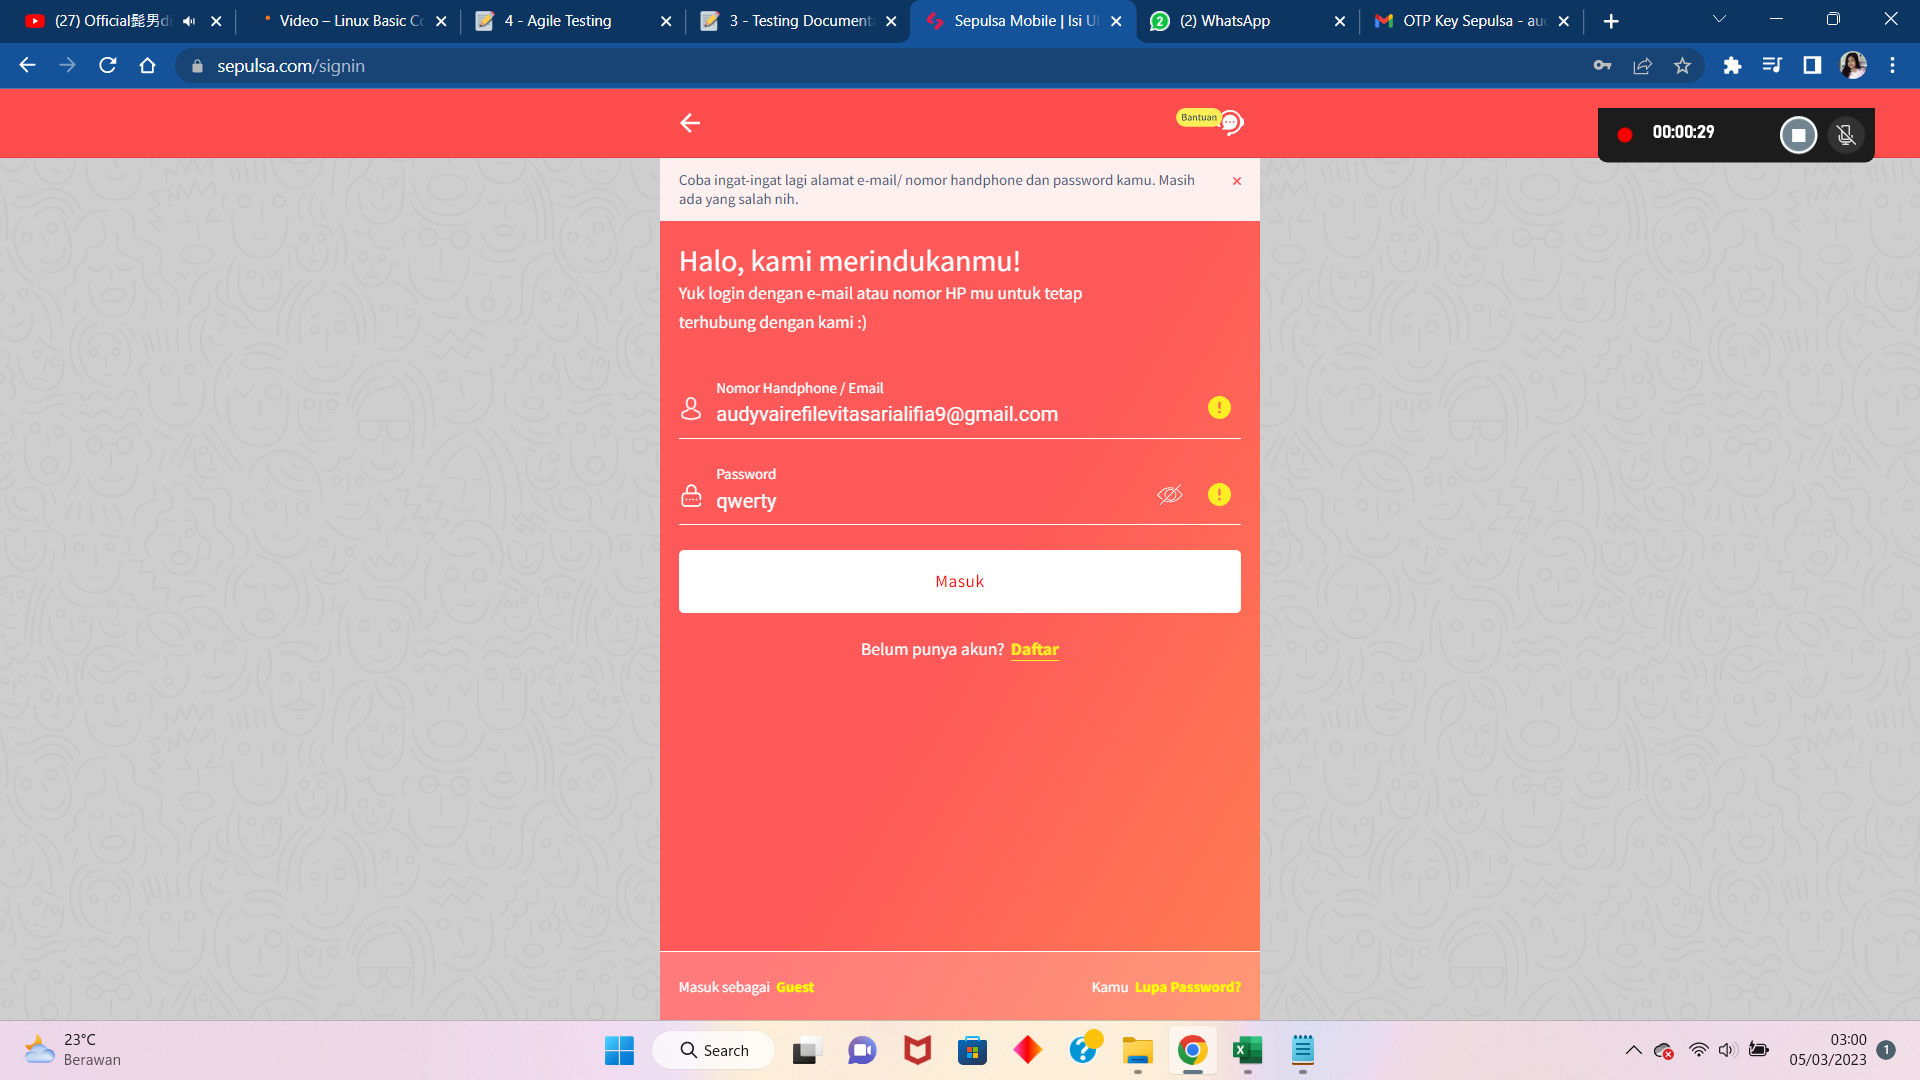 (27) Official髭男di
Video – Linux Basic Co
4 - Agile Testing
3 - Testing Documenta
Sepulsa Mobile | Isi Ul
(2) WhatsApp
OTP Key Sepulsa - aud
sepulsa.com/signin
Bantuan
00:00:29
Coba ingat-ingat lagi alamat e-mail/ nomor handphone dan password kamu. Masih
ada yang salah nih.
Halo, kami merindukanmu!
Yuk login dengan e-mail atau nomor HP mu untuk tetap
terhubung dengan kami :)
Nomor Handphone / Email
audyvairefilevitasarialifia9@gmail.com
Password
qwerty
Masuk
Belum punya akun? Daftar
Masuk sebagai Guest
Kamu Lupa Password?
23°C
Berawan
Search
03:00
05/03/2023
1